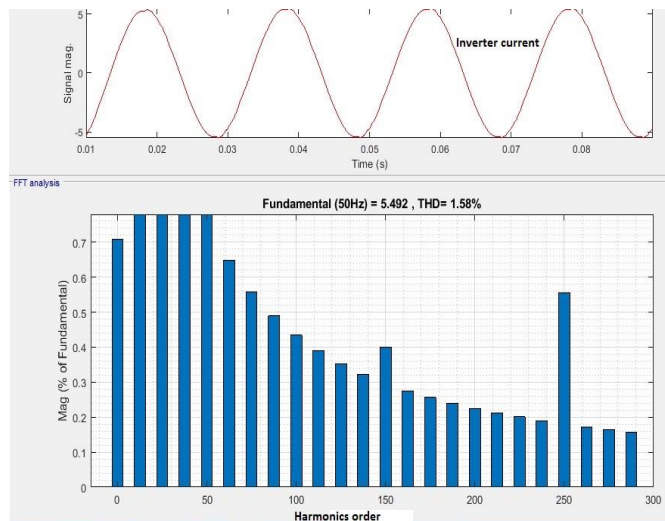 5
0
-5
Signal mag.
Inverter current
0.01 0.02 0.03 0.04 0.05 0.06 0.07 0.08
Time (s)
FFT analysis
Fundamental (50Hz) = 5.492 , THD= 1.58%
0.7
0.6
0.5
0.4
0.3
0.2
0.1
0
Mag (% of Fundamental)
0 50 100 150 200 250 300
Harmonics order